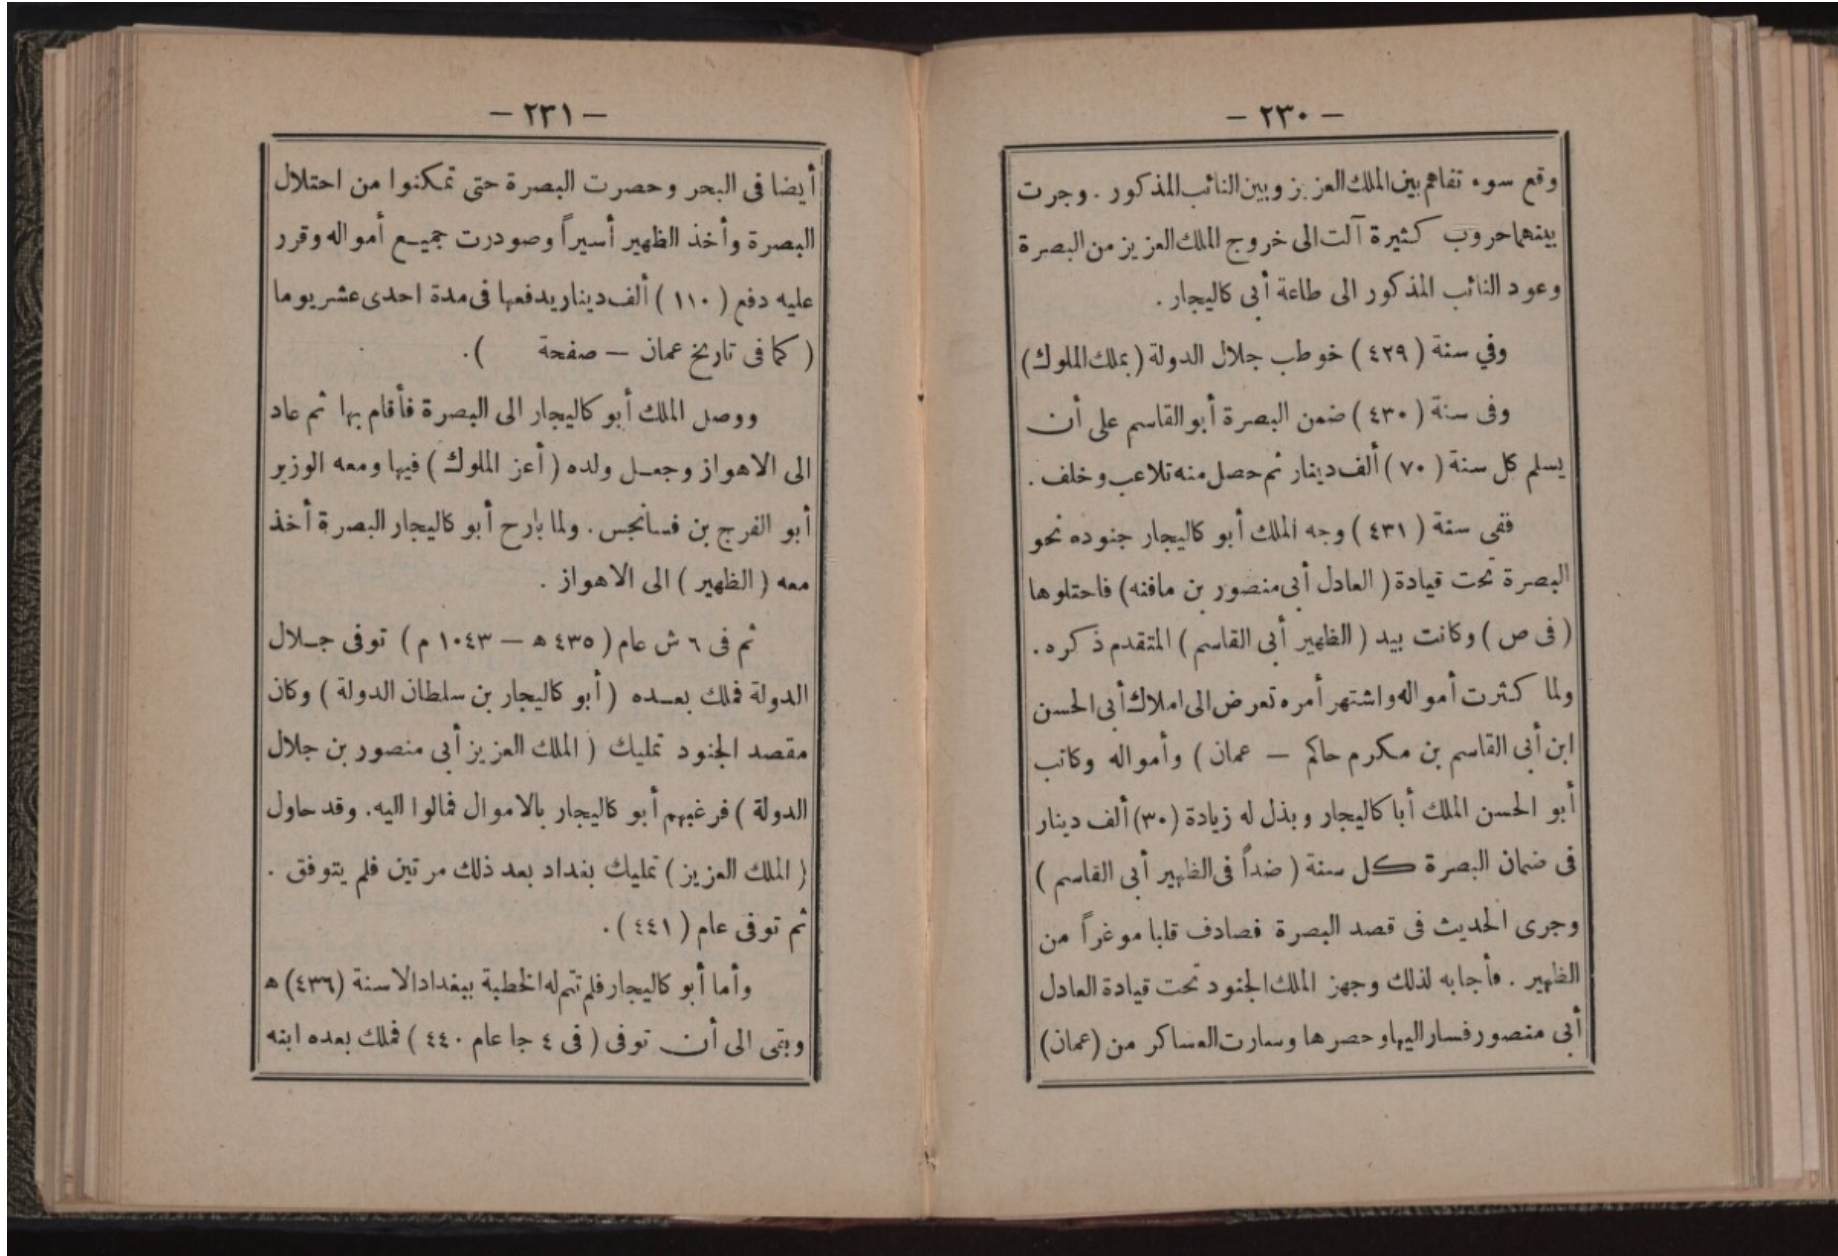 — ٢٣٠ —
وقع سوء تفاهم بين الملك العزيز وبين النائب المذكور . وجرت
بينهما حروب كثيرة آلت الى خروج الملك العزيز من البصرة
وعود النائب المذكور الى طاعة أبى كاليجار .
وفي سنة ( ٤٢٩ ) خوطب جلال الدولة ( بملك الملوك )
وفى سنة ( ٤٣٠ ) ضمن البصرة أبو القاسم على أن
يسلم كل سنة ( ٧٠ ) ألف دينار ثم حصل منه تلاعب وخلف .
ففى سنة ( ٤٣١ ) وجه الملك أبو كاليجار جنوده نحو
البصرة تحت قيادة ( العادل أبى منصور بن مافنه ) فاحتلوها
( فى ص ) وكانت بيد ( الظهير أبى القاسم ) المتقدم ذكره .
ولما كثرت أمواله واشتهر أمره تعرض الى املاك أبى الحسن
ابن أبى القاسم بن مكرم حاكم — عمان ) وأمواله وكاتب
أبو الحسن الملك أبا كاليجار وبذل له زيادة (٣٠) ألف دينار
فى ضمان البصرة كل سنة ( ضداً فى الظهير أبى القاسم )
وجرى الحديث فى قصد البصرة فصادف قلبا موغراً من
الظهير . فأجابه لذلك وجهز الملك الجنود تحت قيادة العادل
أبى منصور فسار اليها وحصرها وسارت العساكر من (عمان)
— ٢٣١ —
أيضا فى البحر وحصرت البصرة حتى تمكنوا من احتلال
البصرة وأخذ الظهير أسيراً وصودرت جميع أمواله وقرر
عليه دفع ( ١١٠ ) ألف دينار يدفعها فى مدة احدى عشر يوما
( كما فى تاريخ عمان — صفحة ) .
ووصل الملك أبو كاليجار الى البصرة فأقام بها ثم عاد
الى الاهواز وجعل ولده ( أعز الملوك ) فيها ومعه الوزير
أبو الفرج بن فسانجس . ولما بارح أبو كاليجار البصرة أخذ
معه ( الظهير ) الى الاهواز .
ثم فى ٦ ش عام ( ٤٣٥ ه — ١٠٤٣ م ) توفى جلال
الدولة فملك بعده ( أبو كاليجار بن سلطان الدولة ) وكان
مقصد الجنود تمليك ( الملك العزيز أبى منصور بن جلال
الدولة ) فرغبهم أبو كاليجار بالاموال فمالوا اليه . وقد حاول
( الملك العزيز ) تمليك بغداد بعد ذلك مرتين فلم يتوفق .
ثم توفى عام ( ٤٤١ ) .
وأما أبو كاليجار فلم تتم له الخطبة ببغداد الا سنة (٤٣٦) ه
وبقى الى أن توفى ( فى ٤ جا عام ٤٤٠ ) فملك بعده ابنه